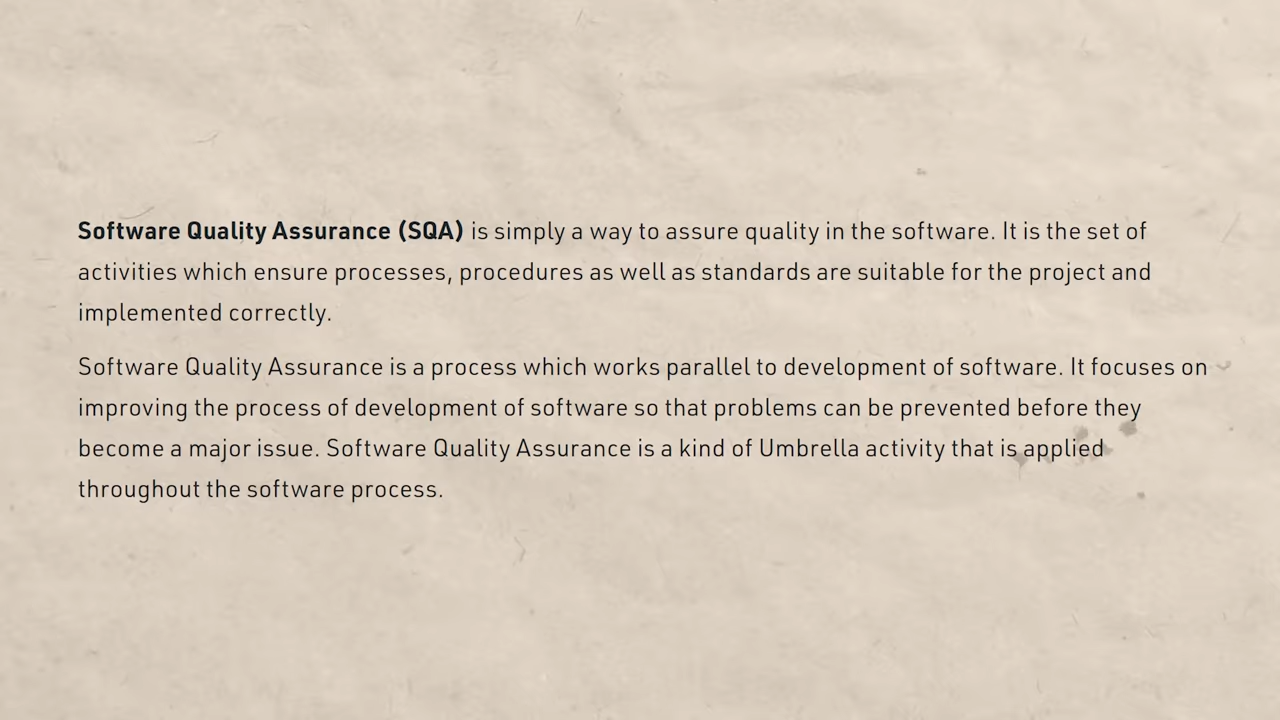 Software Quality Assurance (SQA) is simply a way to assure quality in the software. It is the set of
activities which ensure processes, procedures as well as standards are suitable for the project and
implemented correctly.
Software Quality Assurance is a process which works parallel to development of software. It focuses on
improving the process of development of software so that problems can be prevented before they
become a major issue. Software Quality Assurance is a kind of Umbrella activity that is applied
throughout the software process.